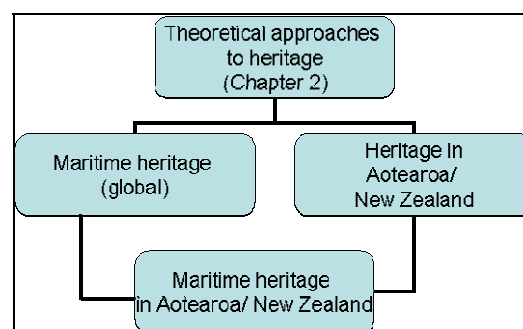 Theoretical approaches
to heritage
(Chapter 2)
Maritime heritage
(global)
Heritage in
Aotearoa/
New Zealand
Maritime heritage
in Aotearoa/ New Zealand